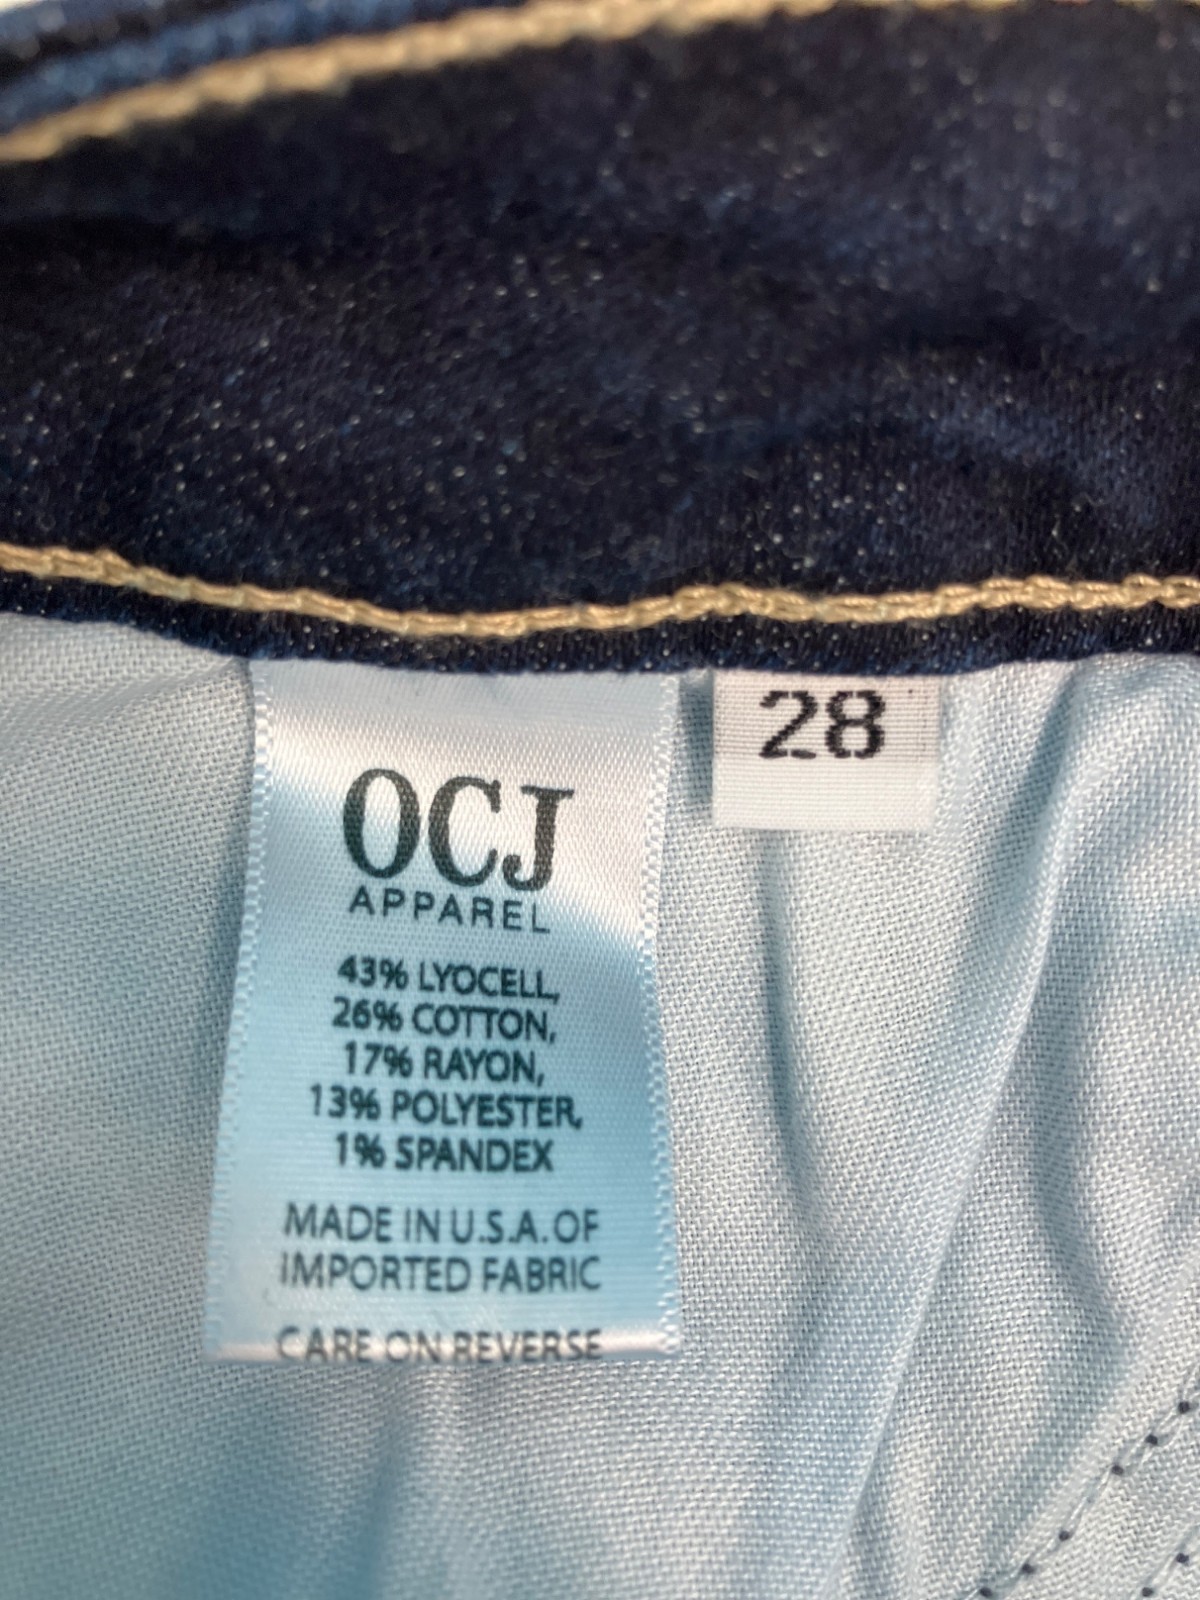 28
OCJ
APPAREL
43% LYOCELL,
26% COTTON,
17% RAYON,
13% POLYESTER,
1% SPANDEX
MADE IN U.S.A. OF
IMPORTED FABRIC
CARE ON REVERSE